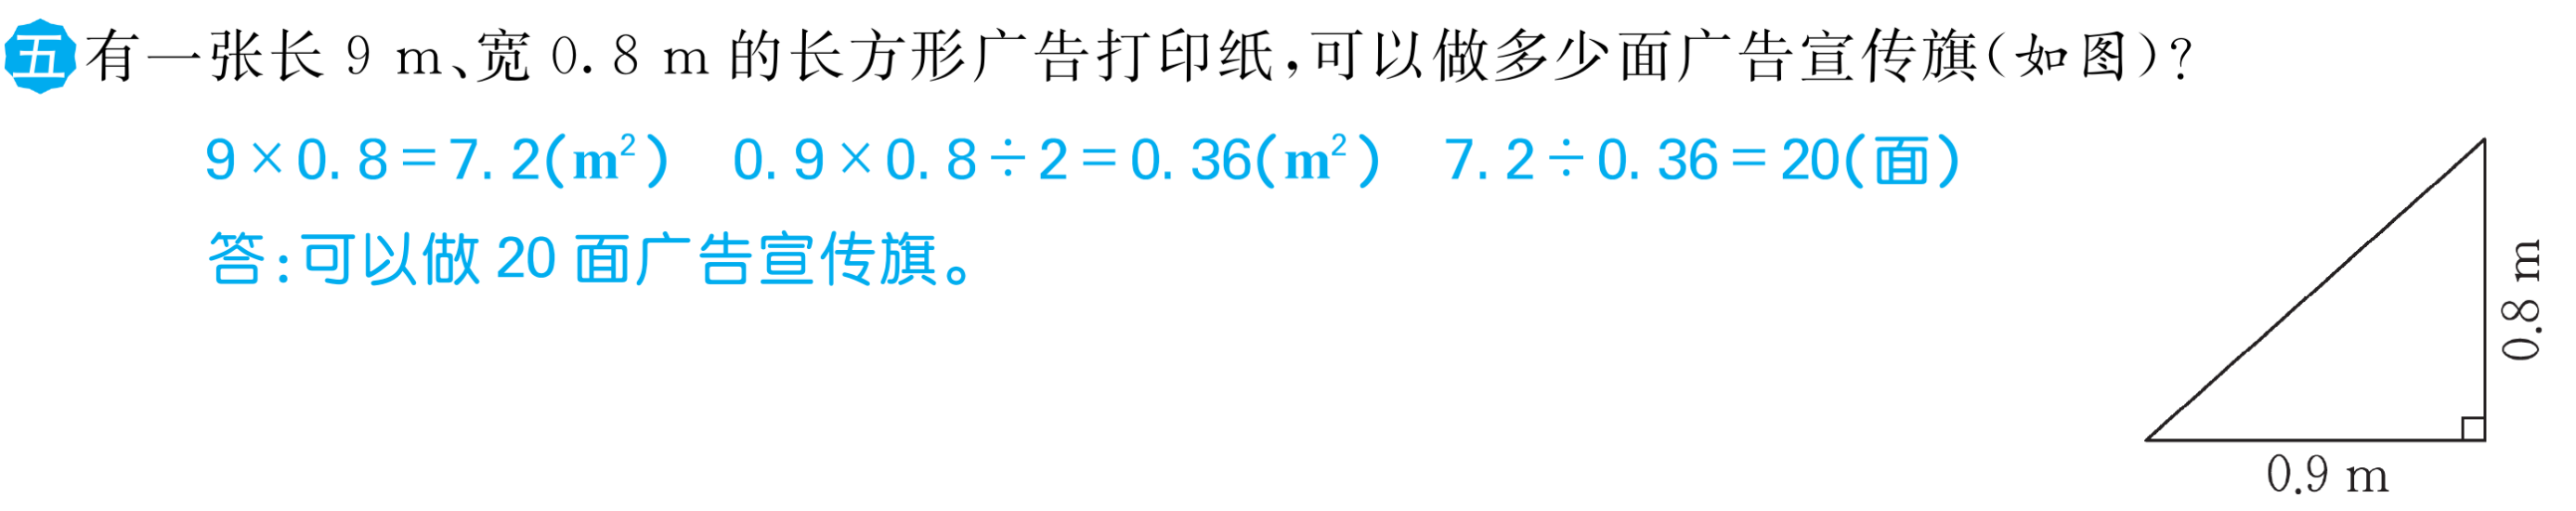 五 有一张长 9 m、宽 0.8 m 的长方形广告打印纸,可以做多少面广告宣传旗(如图)?
9×0.8=7.2(m²) 0.9×0.8÷2=0.36(m²) 7.2÷0.36=20(面)
答:可以做 20 面广告宣传旗。
0.8 m
0.9 m